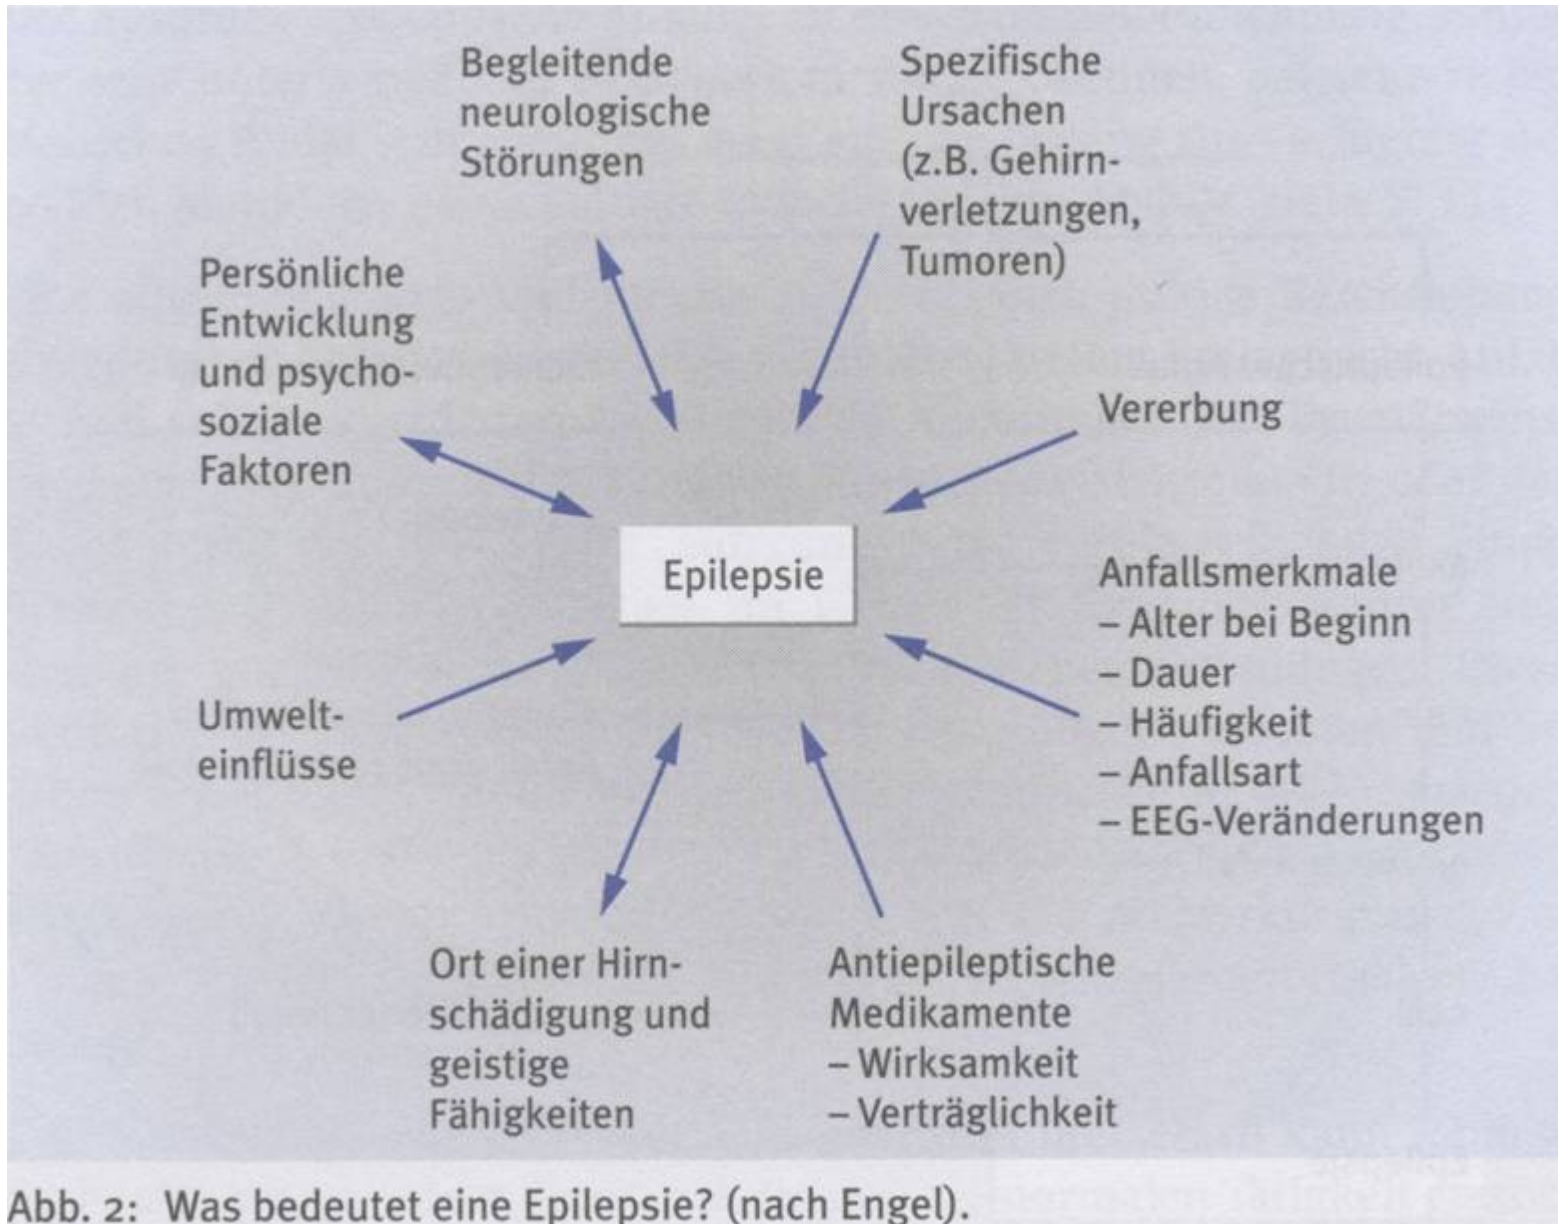 Begleitende
neurologische
Störungen
Spezifische
Ursachen
(z.B. Gehirn-
verletzungen,
Tumoren)
Persönliche
Entwicklung
und psycho-
soziale
Faktoren
Vererbung
Epilepsie
Anfallsmerkmale
– Alter bei Beginn
– Dauer
– Häufigkeit
– Anfallsart
– EEG-Veränderungen
Umwelt-
einflüsse
Ort einer Hirn-
schädigung und
geistige
Fähigkeiten
Antiepileptische
Medikamente
– Wirksamkeit
– Verträglichkeit
Abb. 2: Was bedeutet eine Epilepsie? (nach Engel).